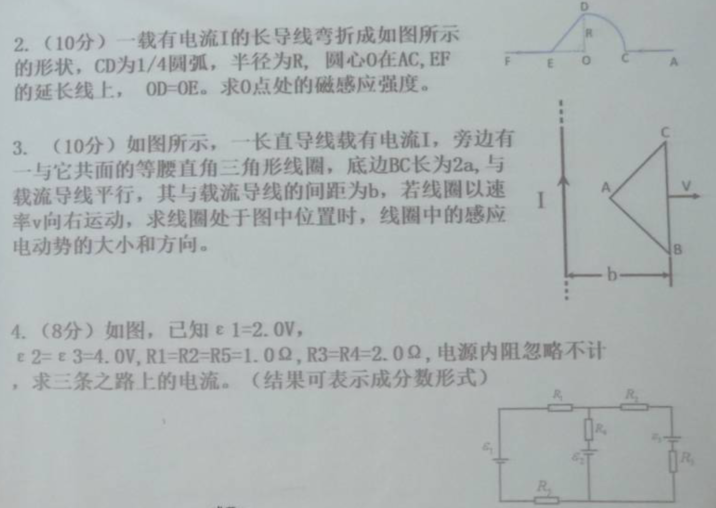 2. (10分) 一载有电流I的长导线弯折成如图所示
的形状，CD为1/4圆弧，半径为R, 圆心O在AC,EF
的延长线上， OD=OE。求O点处的磁感应强度。
D
R
F E O C A
3. （10分）如图所示，一长直导线载有电流I，旁边有
一与它共面的等腰直角三角形线圈，底边BC长为2a,与
载流导线平行，其与载流导线的间距为b，若线圈以速
率v向右运动，求线圈处于图中位置时，线圈中的感应
电动势的大小和方向。
C
I A V
B
b
4.（8分）如图，已知ε1=2.0V，
ε2=ε3=4.0V,R1=R2=R5=1.0Ω,R3=R4=2.0Ω,电源内阻忽略不计
，求三条之路上的电流。（结果可表示成分数形式）
R1
R4
ε1 ε2 ε3